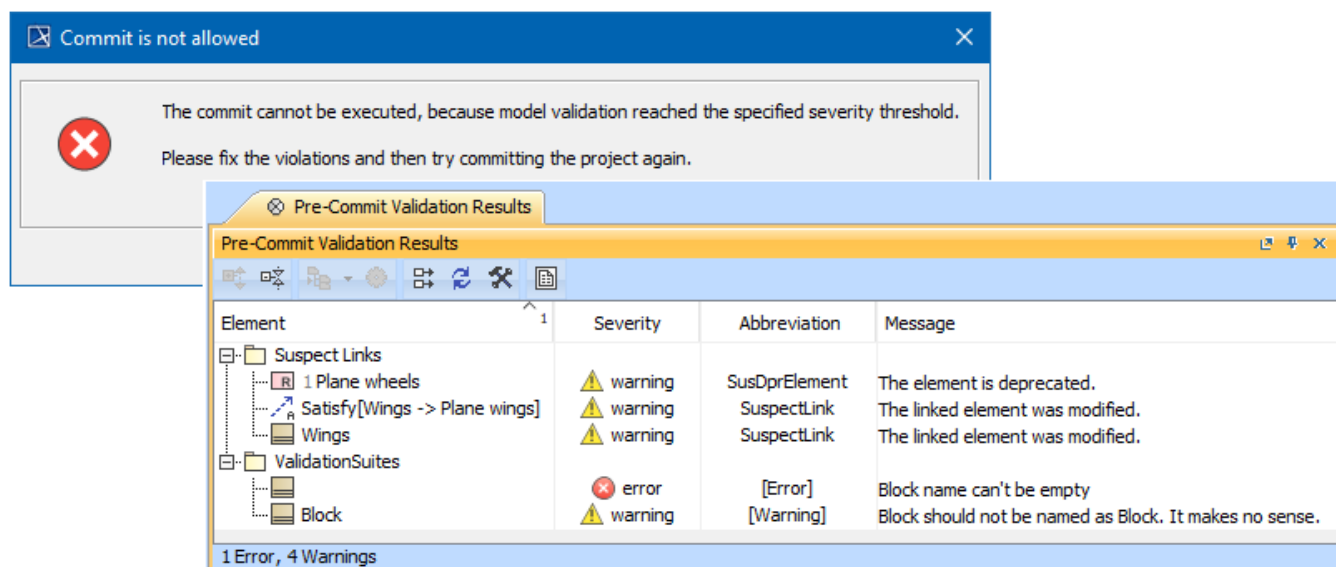 Commit is not allowed
The commit cannot be executed, because model validation reached the specified severity threshold.
Please fix the violations and then try committing the project again.
Pre-Commit Validation Results
Pre-Commit Validation Results
Element 1 Severity Abbreviation Message
Suspect Links
R 1 Plane wheels warning SusDprElement The element is deprecated.
A Satisfy[Wings -> Plane wings] warning SuspectLink The linked element was modified.
Wings warning SuspectLink The linked element was modified.
ValidationSuites
error [Error] Block name can't be empty
Block warning [Warning] Block should not be named as Block. It makes no sense.
1 Error, 4 Warnings